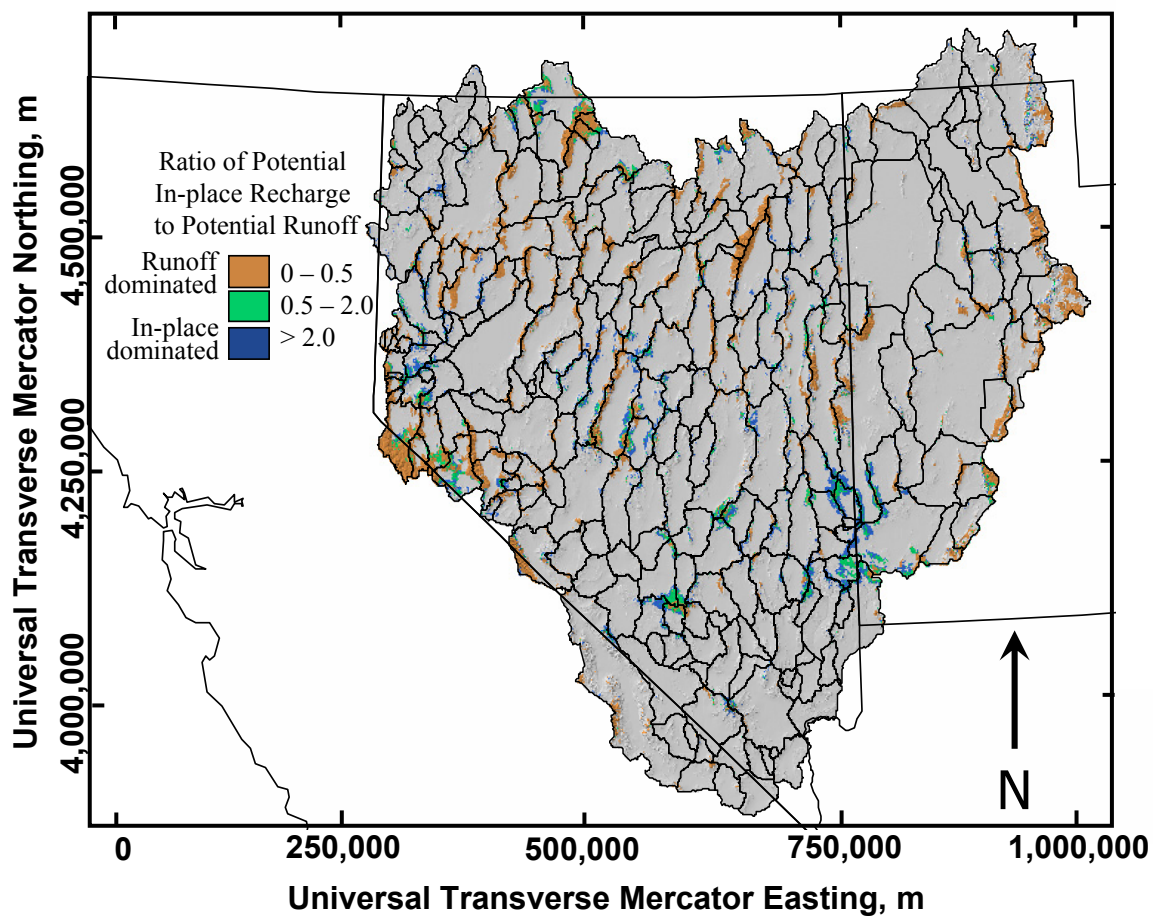 Universal Transverse Mercator Northing, m
4,500,000
4,250,000
4,000,000
Ratio of Potential
In-place Recharge
to Potential Runoff
Runoff
dominated
0 – 0.5
0.5 – 2.0
In-place
dominated
> 2.0
N
0
250,000
500,000
750,000
1,000,000
Universal Transverse Mercator Easting, m